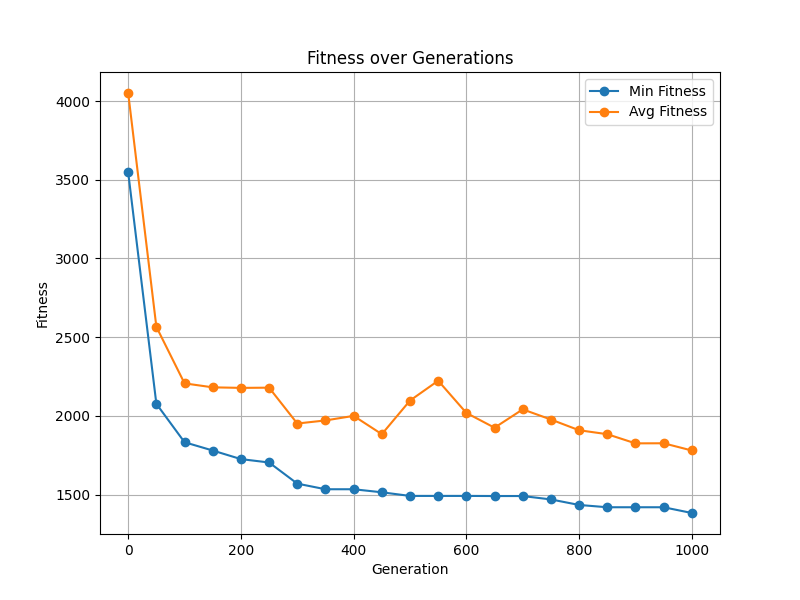 Fitness over Generations
Min Fitness
Avg Fitness
4000
3500
3000
2500
2000
1500
Fitness
0 200 400 600 800 1000
Generation